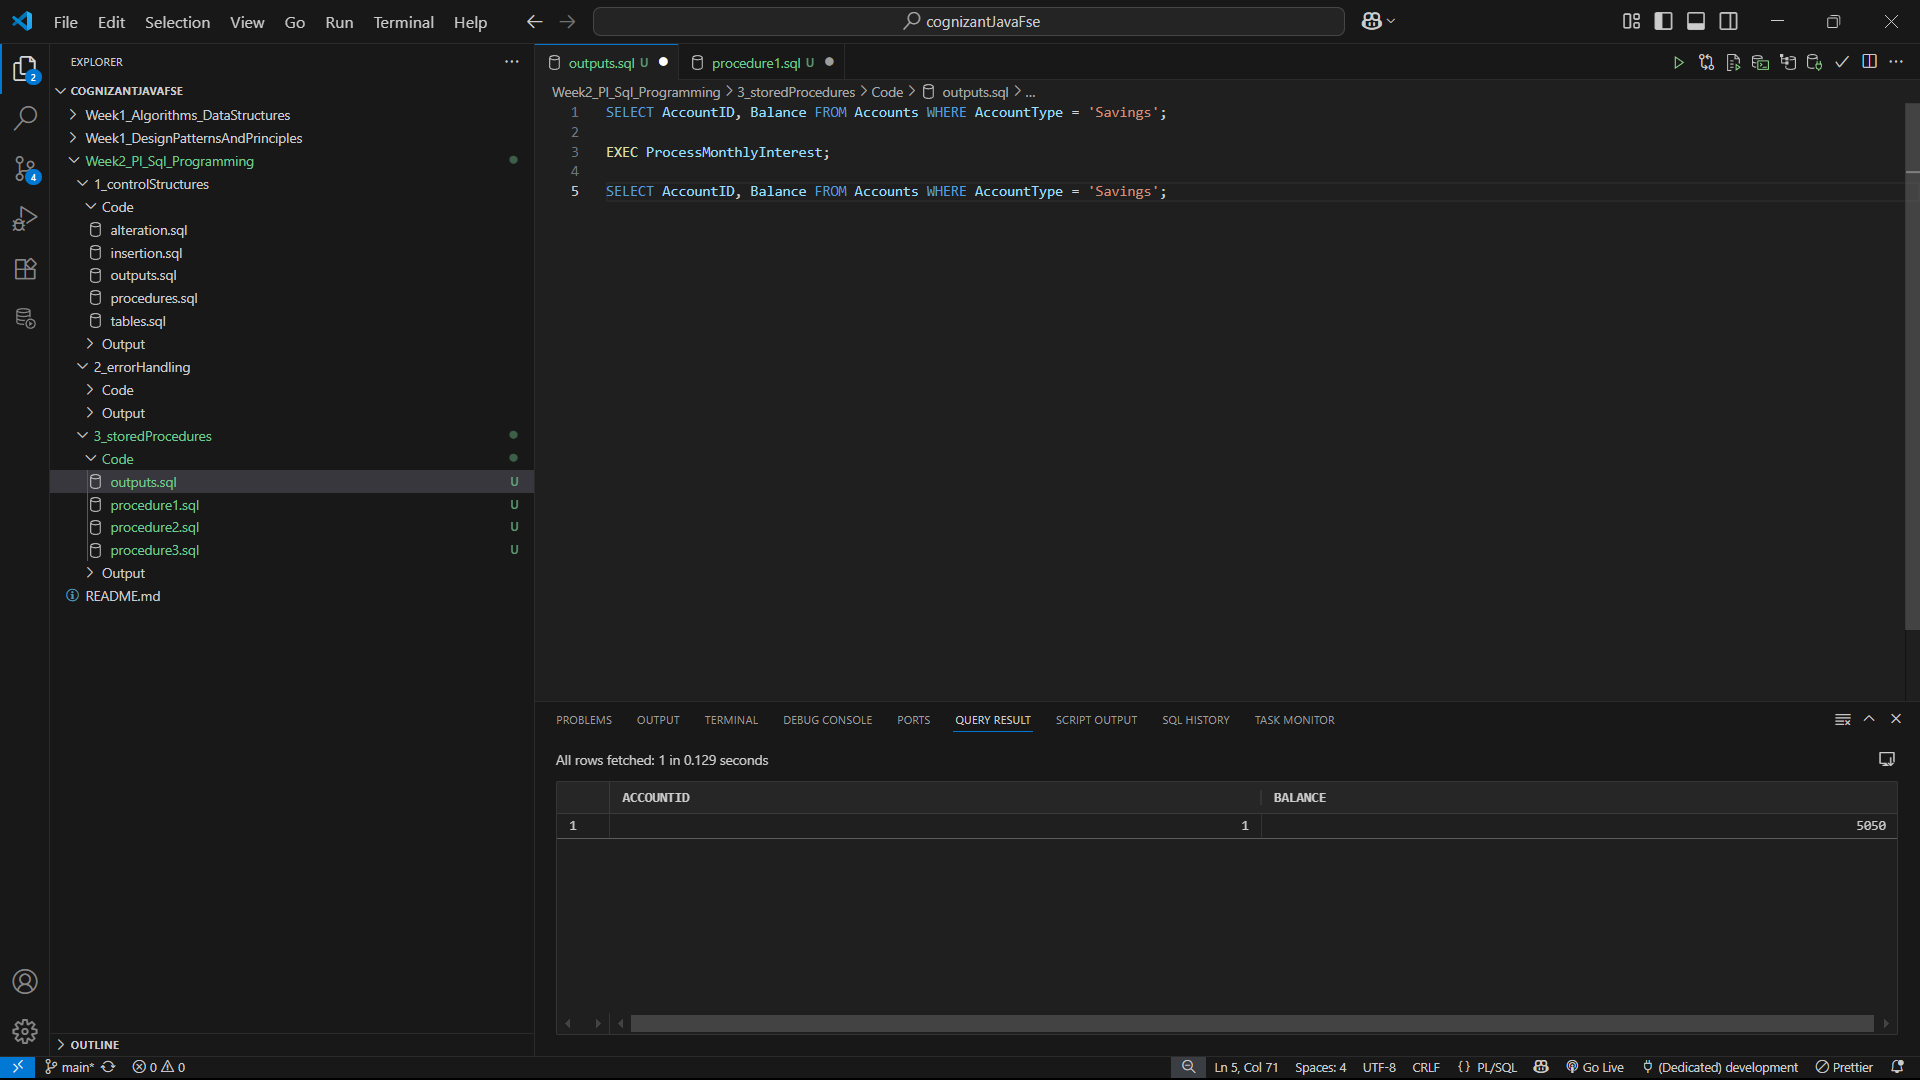 File Edit Selection View Go Run Terminal Help
cognizantJavaFse
EXPLORER
COGNIZANTJAVAFSE
Week1_Algorithms_DataStructures
Week1_DesignPatternsAndPrinciples
Week2_Pl_Sql_Programming
1_controlStructures
Code
alteration.sql
insertion.sql
outputs.sql
procedures.sql
tables.sql
Output
2_errorHandling
Code
Output
3_storedProcedures
Code
outputs.sql U
procedure1.sql U
procedure2.sql U
procedure3.sql U
Output
README.md
OUTLINE
2
4
outputs.sql U
procedure1.sql U
Week2_Pl_Sql_Programming > 3_storedProcedures > Code > outputs.sql > ...
1 SELECT AccountID, Balance FROM Accounts WHERE AccountType = 'Savings';
2
3 EXEC ProcessMonthlyInterest;
4
5 SELECT AccountID, Balance FROM Accounts WHERE AccountType = 'Savings';
PROBLEMS OUTPUT TERMINAL DEBUG CONSOLE PORTS QUERY RESULT SCRIPT OUTPUT SQL HISTORY TASK MONITOR
All rows fetched: 1 in 0.129 seconds
ACCOUNTID BALANCE
1 1 5050
main* 0 0 Ln 5, Col 71 Spaces: 4 UTF-8 CRLF {} PL/SQL Go Live (Dedicated) development Prettier